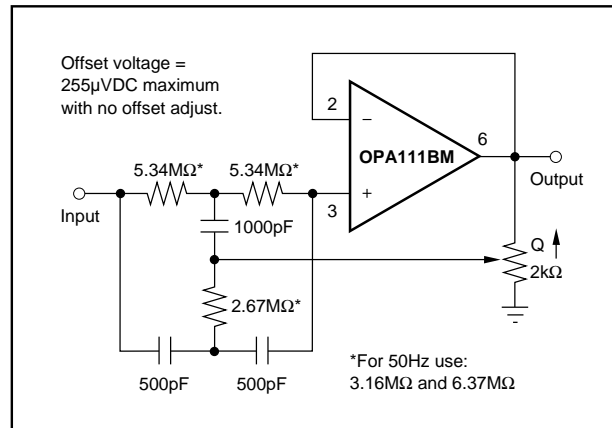 Offset voltage =
255µVDC maximum
with no offset adjust.
2
−
6
OPA111BM
5.34MΩ*
5.34MΩ*
+
Output
3
Input
1000pF
Q
2kΩ
2.67MΩ*
500pF
500pF
*For 50Hz use:
3.16MΩ and 6.37MΩ